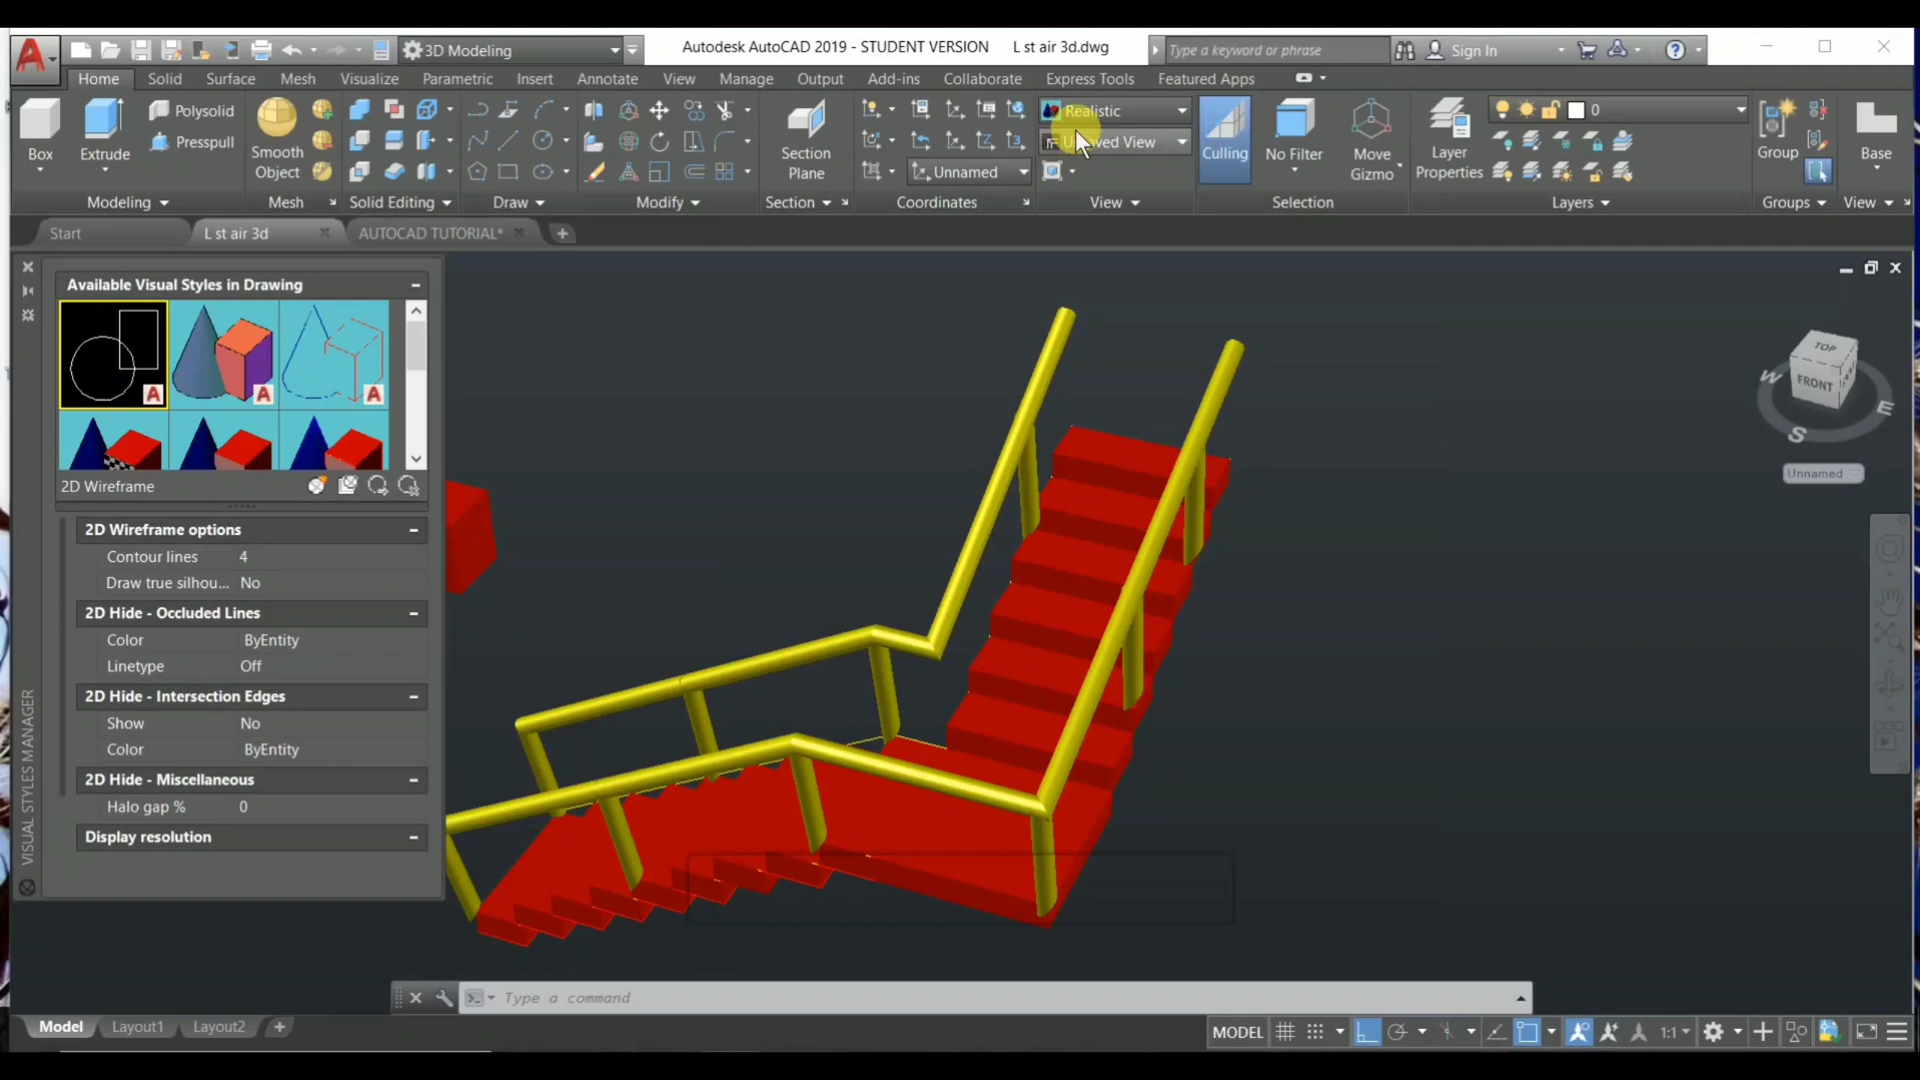 3D Modeling
Autodesk AutoCAD 2019 - STUDENT VERSION L st air 3d.dwg
Type a keyword or phrase
Sign In
Home Solid Surface Mesh Visualize Parametric Insert Annotate View Manage Output Add-ins Collaborate Express Tools Featured Apps
Box
Extrude
Polysolid
Presspull
Smooth Object
Section Plane
Unnamed
Realistic
View
Culling
No Filter
Move Gizmo
Layer Properties
0
Group
Base
Modeling Mesh Solid Editing Draw Modify Section Coordinates View Selection Layers Groups View
Start L st air 3d AUTOCAD TUTORIAL*
Available Visual Styles in Drawing
2D Wireframe
2D Wireframe options
Contour lines 4
Draw true silhou... No
2D Hide - Occluded Lines
Color ByEntity
Linetype Off
2D Hide - Intersection Edges
Show No
Color ByEntity
2D Hide - Miscellaneous
Halo gap % 0
Display resolution
VISUAL STYLES MANAGER
TOP
FRONT
W
S
E
Unnamed
Type a command
Model Layout1 Layout2
MODEL
1:1